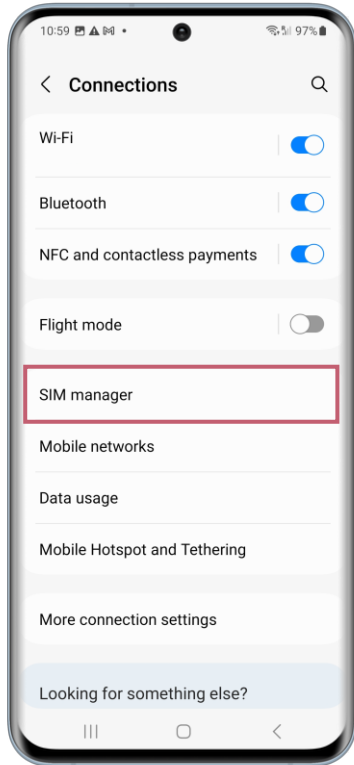 10:59 97%
Connections
Wi-Fi
Bluetooth
NFC and contactless payments
Flight mode
SIM manager
Mobile networks
Data usage
Mobile Hotspot and Tethering
More connection settings
Looking for something else?